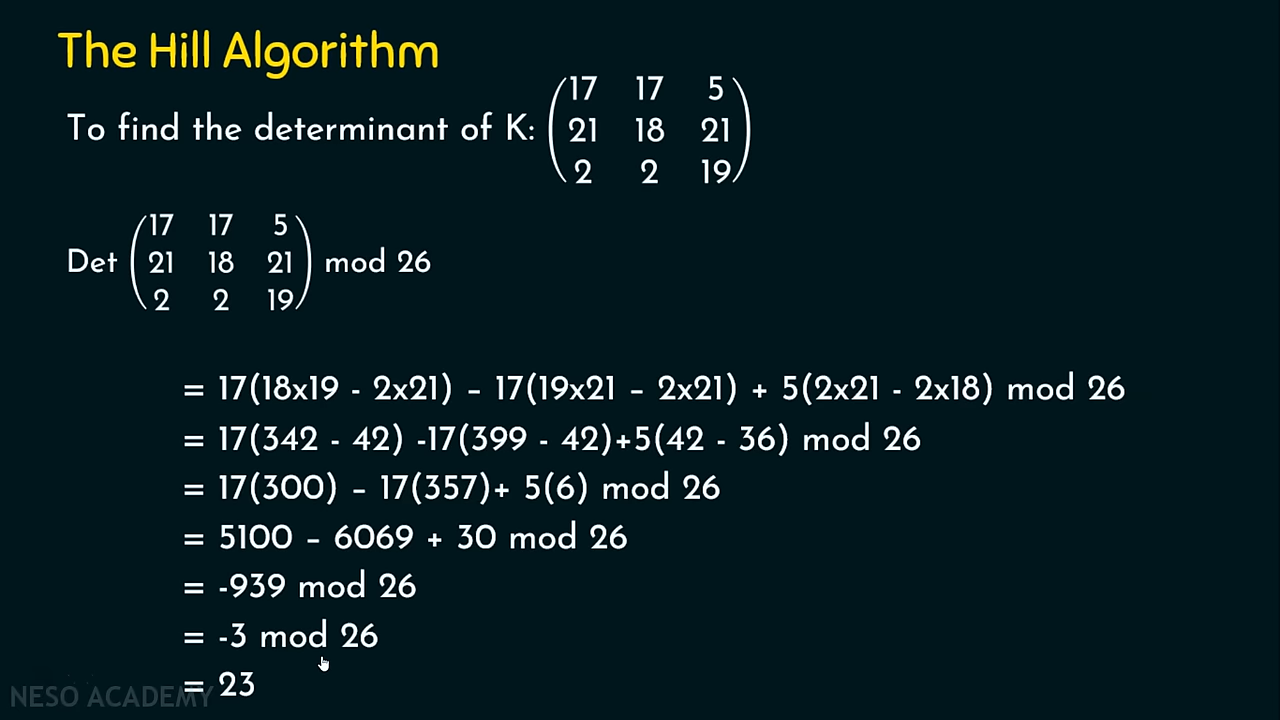 The Hill Algorithm
To find the determinant of K: (17 17 5
21 18 21
2 2 19)
Det (17 17 5
21 18 21
2 2 19) mod 26
= 17(18x19 - 2x21) – 17(19x21 – 2x21) + 5(2x21 - 2x18) mod 26
= 17(342 - 42) -17(399 - 42)+5(42 - 36) mod 26
= 17(300) – 17(357)+ 5(6) mod 26
= 5100 – 6069 + 30 mod 26
= -939 mod 26
= -3 mod 26
= 23
NESO ACADEMY